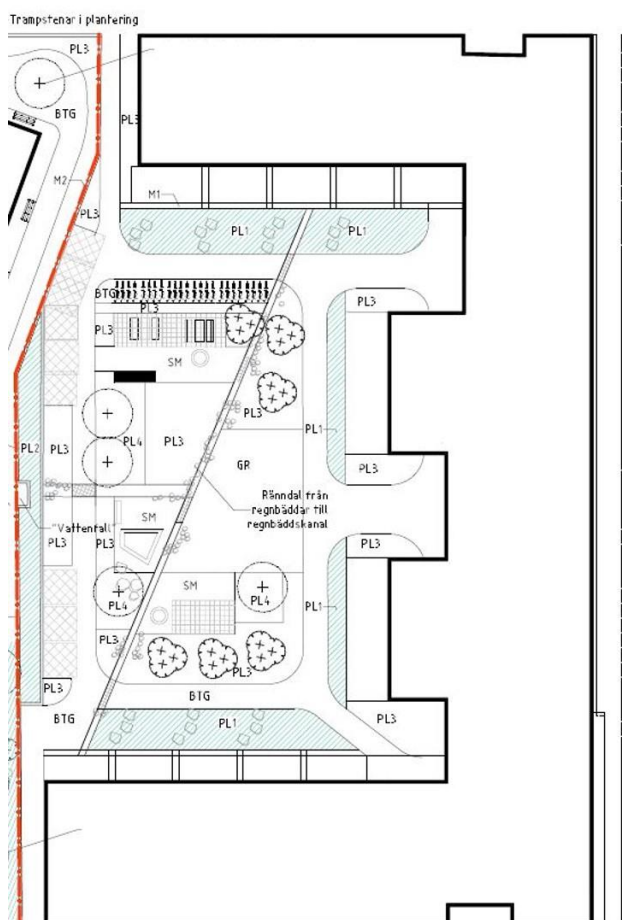 Trampstenar i plantering
PL3
BTG
PL3
M2
M1
PL3
PL1
PL1
BTG
PL3
PL3
PL3
SM
PL3
PL4
PL3
PL1
GR
PL2
PL3
PL3
Ränndal från
regnbäddar till
regnbäddskanal
SM
"Vattenfall"
PL3
PL3
PL3
SM
PL4
PL4
PL1
PL3
PL3
PL3
BTG
BTG
PL1
PL3